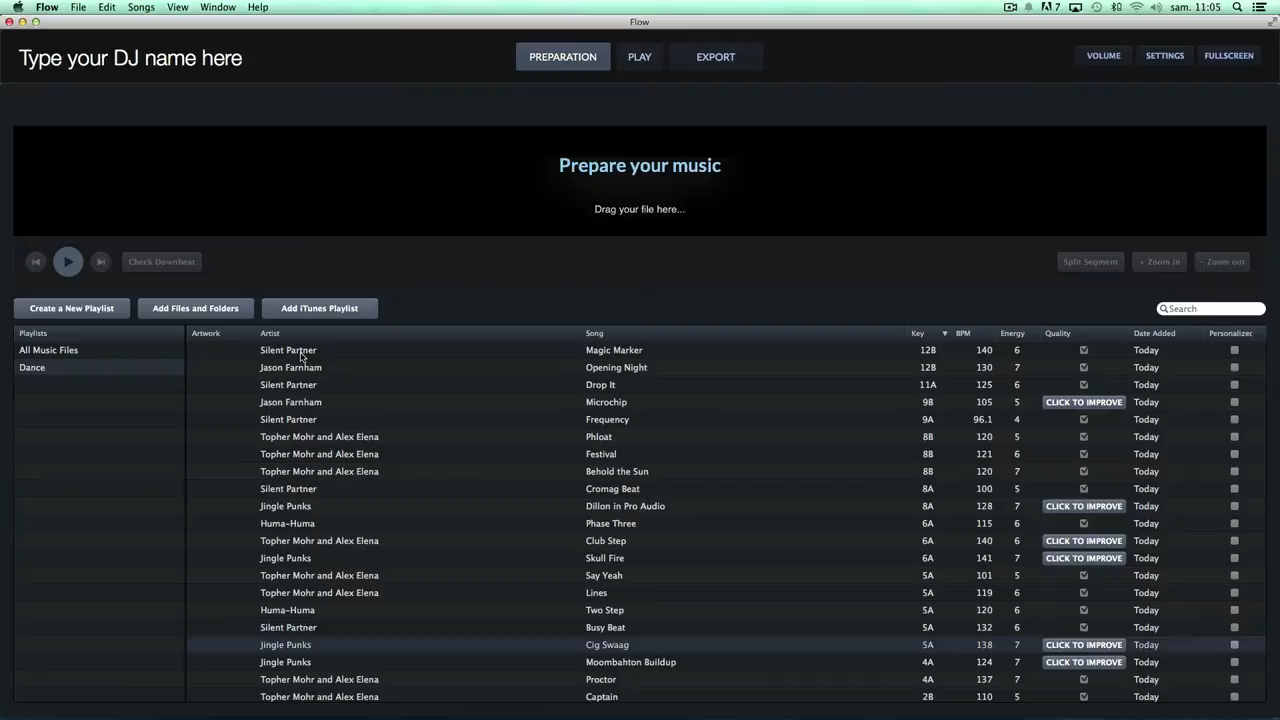 Flow File Edit Songs View Window Help 7 sam. 11:05
Flow
Type your DJ name here PREPARATION PLAY EXPORT VOLUME SETTINGS FULLSCREEN
Prepare your music
Drag your file here...
Check Downbeat Split Segment + Zoom in - Zoom out
Create a New Playlist Add Files and Folders Add iTunes Playlist Search
Playlists Artwork Artist Song Key BPM Energy Quality Date Added Personalized
All Music Files Silent Partner Magic Marker 12B 140 6 Today
Dance Jason Farnham Opening Night 12B 130 7 Today
Silent Partner Drop It 11A 125 6 Today
Jason Farnham Microchip 9B 105 5 CLICK TO IMPROVE Today
Silent Partner Frequency 9A 96.1 4 Today
Topher Mohr and Alex Elena Phloat 8B 120 5 Today
Topher Mohr and Alex Elena Festival 8B 121 6 Today
Topher Mohr and Alex Elena Behold the Sun 8B 120 7 Today
Silent Partner Cromag Beat 8A 100 5 Today
Jingle Punks Dillon in Pro Audio 8A 128 7 CLICK TO IMPROVE Today
Huma-Huma Phase Three 6A 115 6 Today
Topher Mohr and Alex Elena Club Step 6A 140 6 CLICK TO IMPROVE Today
Jingle Punks Skull Fire 6A 141 7 CLICK TO IMPROVE Today
Topher Mohr and Alex Elena Say Yeah 5A 101 5 Today
Topher Mohr and Alex Elena Lines 5A 119 6 Today
Huma-Huma Two Step 5A 120 6 Today
Silent Partner Busy Beat 5A 132 6 Today
Jingle Punks Cig Swaag 5A 138 7 CLICK TO IMPROVE Today
Jingle Punks Moombahton Buildup 4A 124 7 CLICK TO IMPROVE Today
Topher Mohr and Alex Elena Proctor 4A 137 7 Today
Topher Mohr and Alex Elena Captain 2B 110 5 Today